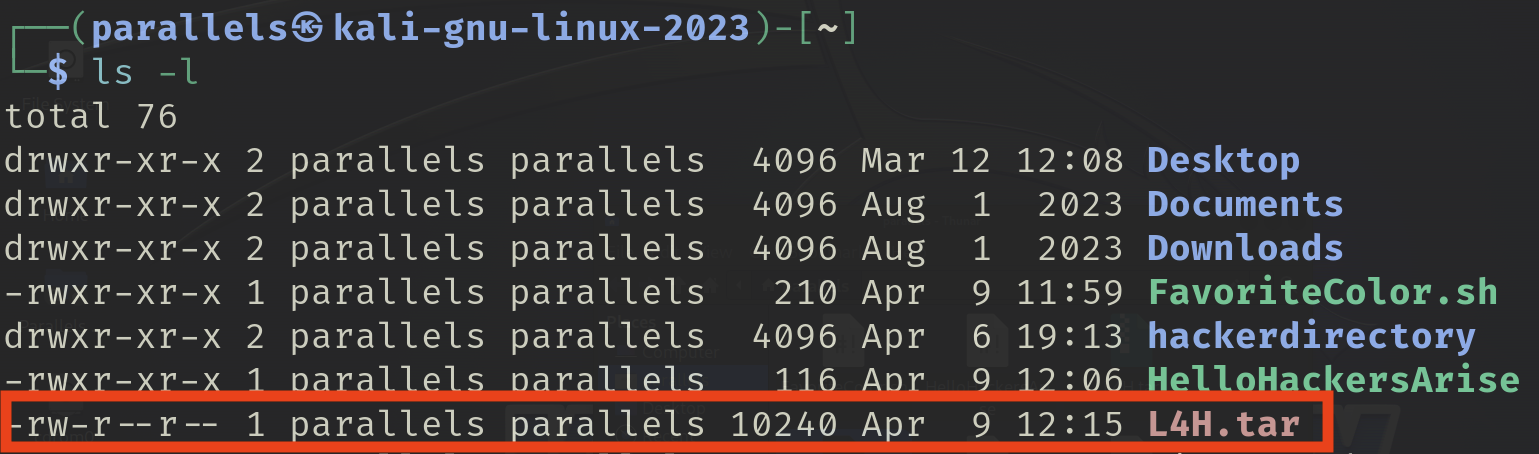 ┌──(parallels㉿kali-gnu-linux-2023)-[~]
└─$ ls -l
total 76
drwxr-xr-x 2 parallels parallels  4096 Mar 12 12:08 Desktop
drwxr-xr-x 2 parallels parallels  4096 Aug  1  2023 Documents
drwxr-xr-x 2 parallels parallels  4096 Aug  1  2023 Downloads
-rwxr-xr-x 1 parallels parallels   210 Apr  9 11:59 FavoriteColor.sh
drwxr-xr-x 2 parallels parallels  4096 Apr  6 19:13 hackerdirectory
-rwxr-xr-x 1 parallels parallels   116 Apr  9 12:06 HelloHackersArise
-rw-r--r-- 1 parallels parallels 10240 Apr  9 12:15 L4H.tar